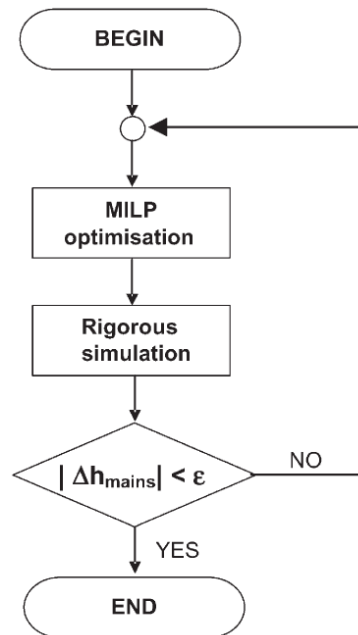 BEGIN
MILP
optimisation
Rigorous
simulation
| Δhmains| < ε
NO
YES
END